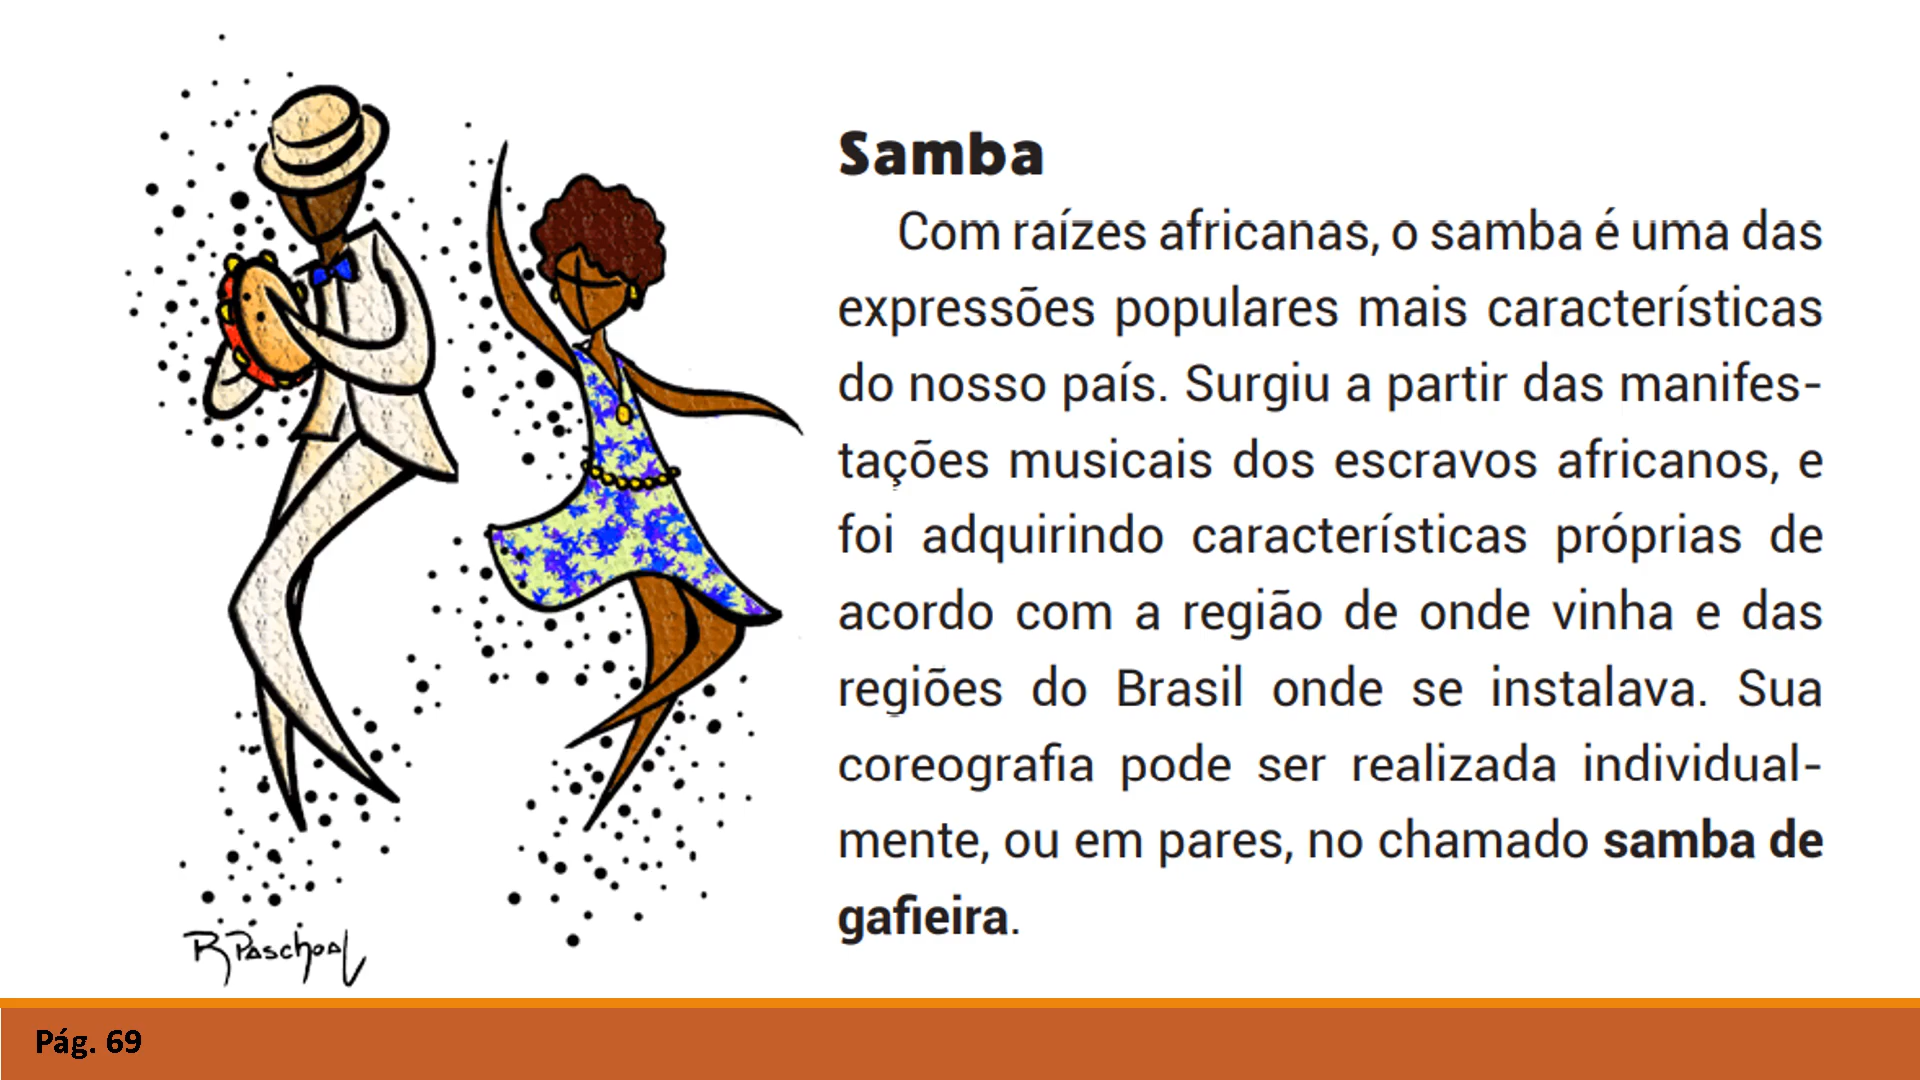 Samba
Com raízes africanas, o samba é uma das
expressões populares mais características
do nosso país. Surgiu a partir das manifes-
tações musicais dos escravos africanos, e
foi adquirindo características próprias de
acordo com a região de onde vinha e das
regiões do Brasil onde se instalava. Sua
coreografia pode ser realizada individual-
mente, ou em pares, no chamado samba de
gafieira.
R Paschoal
Pág. 69